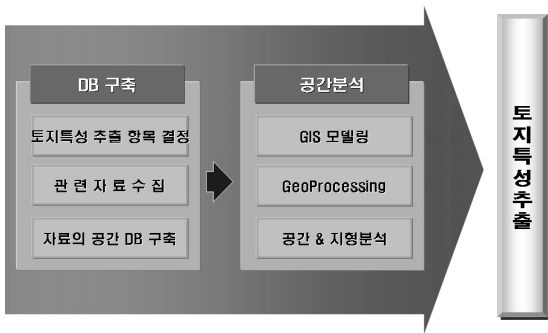 DB 구축
토지특성 추출 항목 결정
관 련 자 료 수 집
자료의 공간 DB 구축
공간분석
GIS 모델링
GeoProcessing
공간 & 지형분석
토지특성추출